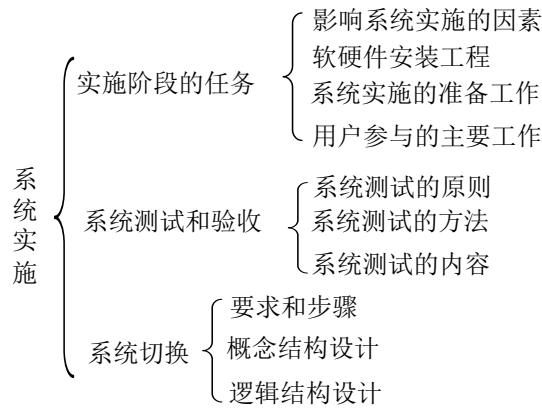 系统实施
实施阶段的任务
影响系统实施的因素
软硬件安装工程
系统实施的准备工作
用户参与的主要工作
系统测试和验收
系统测试的原则
系统测试的方法
系统测试的内容
系统切换
要求和步骤
概念结构设计
逻辑结构设计